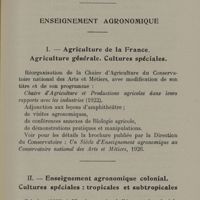 ENSEIGNEMENT AGRONOMIQUE
I. — Agriculture de la France.
Agriculture générale. Cultures spéciales.
Réorganisation de la Chaire d'Agriculture du Conserva-
toire national des Arts et Métiers, avec modification de son
titre et de son programme :
Chaire d'Agriculture et Productions agricoles dans leurs
rapports avec les industries (1922).
Adjonction aux leçons d'amphithéâtre :
de visites agronomiques,
de conférences annexes de Biologie agricole,
de démonstrations pratiques et manipulations.
Voir pour les détails la brochure publiée par la Direction
du Conservatoire : Un Siècle d'Enseignement agronomique au
Conservatoire national des Arts et Métiers, 1926.
II. — Enseignement agronomique colonial.
Cultures spéciales : tropicales et subtropicales